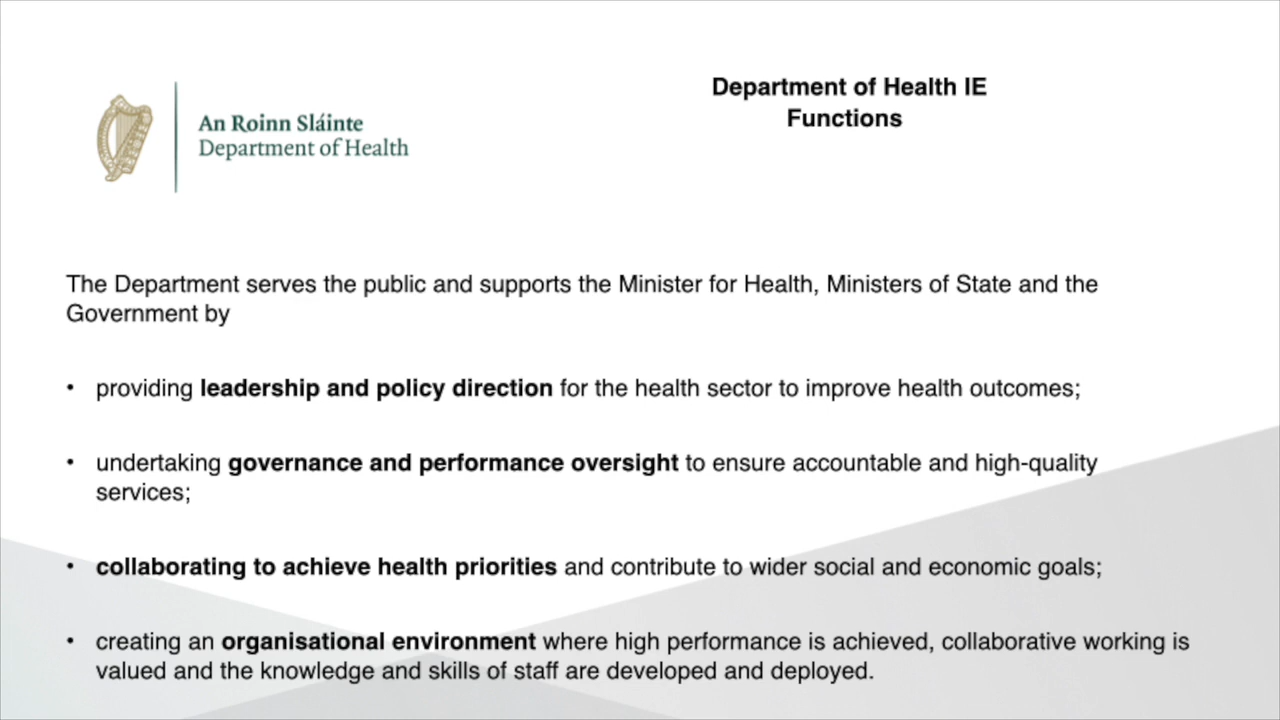 An Roinn Sláinte
Department of Health
Department of Health IE
Functions
The Department serves the public and supports the Minister for Health, Ministers of State and the
Government by
• providing leadership and policy direction for the health sector to improve health outcomes;
• undertaking governance and performance oversight to ensure accountable and high-quality
services;
• collaborating to achieve health priorities and contribute to wider social and economic goals;
• creating an organisational environment where high performance is achieved, collaborative working is
valued and the knowledge and skills of staff are developed and deployed.